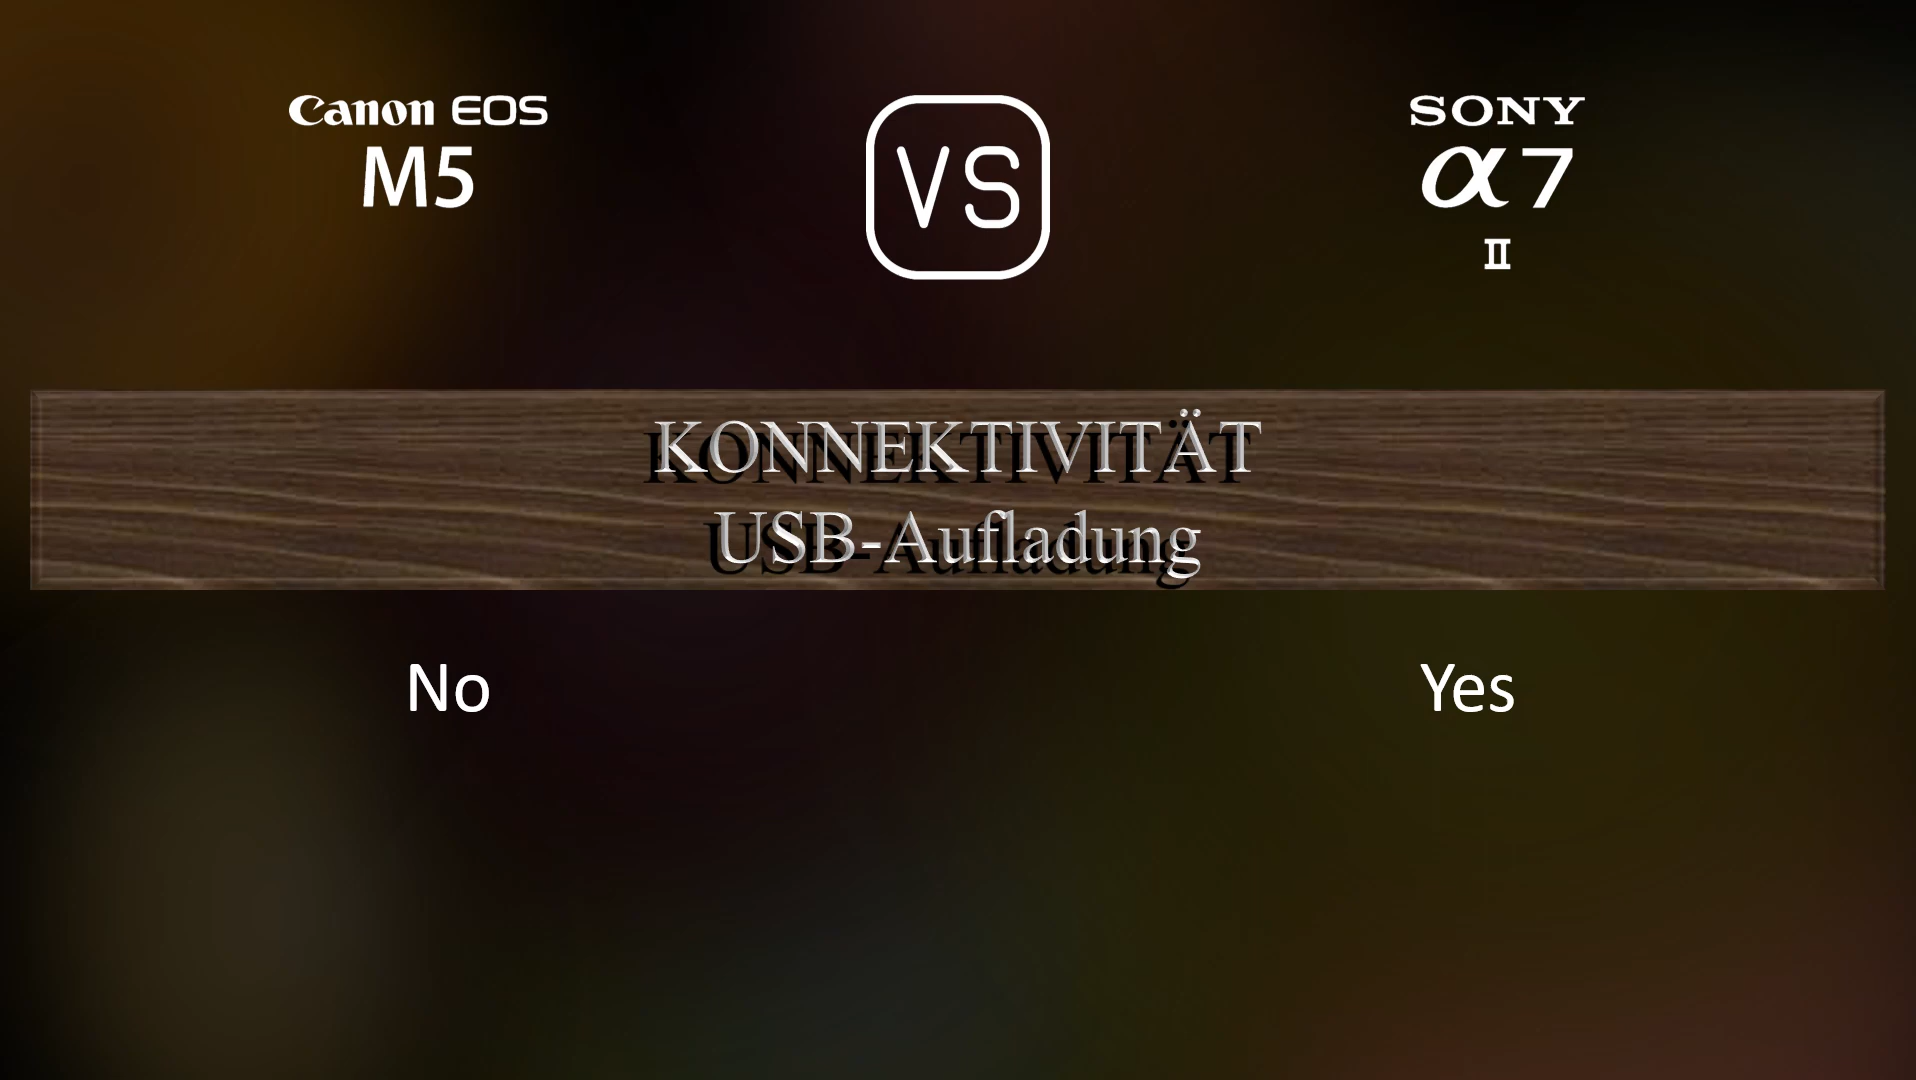 Canon EOS
M5
VS
SONY
α7
II
KONNEKTIVITÄT
USB-Aufladung
No
Yes